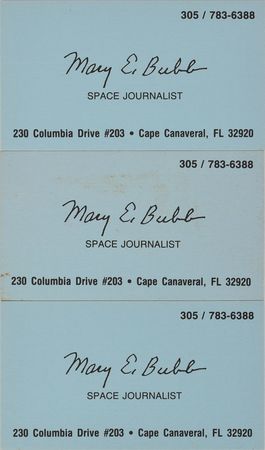 305 / 783-6388
Mary E. Bubb
SPACE JOURNALIST
230 Columbia Drive #203 • Cape Canaveral, FL 32920
305 / 783-6388
Mary E. Bubb
SPACE JOURNALIST
230 Columbia Drive #203 • Cape Canaveral, FL 32920
305 / 783-6388
Mary E. Bubb
SPACE JOURNALIST
230 Columbia Drive #203 • Cape Canaveral, FL 32920